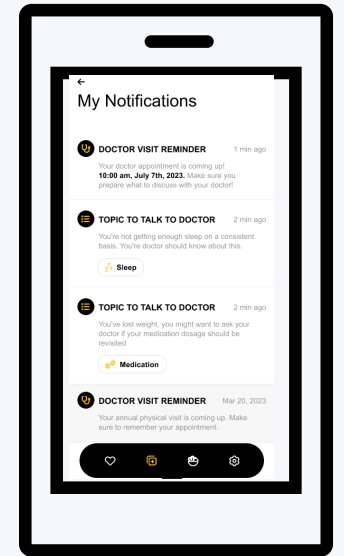 My Notifications
DOCTOR VISIT REMINDER 1 min ago
Your doctor appointment is coming up!
10:00 am, July 7th, 2023. Make sure you
prepare what to discuss with your doctor!
TOPIC TO TALK TO DOCTOR 2 min ago
You're not getting enough sleep on a consistent
basis. You're doctor should know about this.
Sleep
TOPIC TO TALK TO DOCTOR 2 min ago
You've lost weight, you might want to ask your
doctor if your medication dosage should be
revisited
Medication
DOCTOR VISIT REMINDER Mar 20, 2023
Your annual physical visit is coming up. Make
sure to remember your appointment.